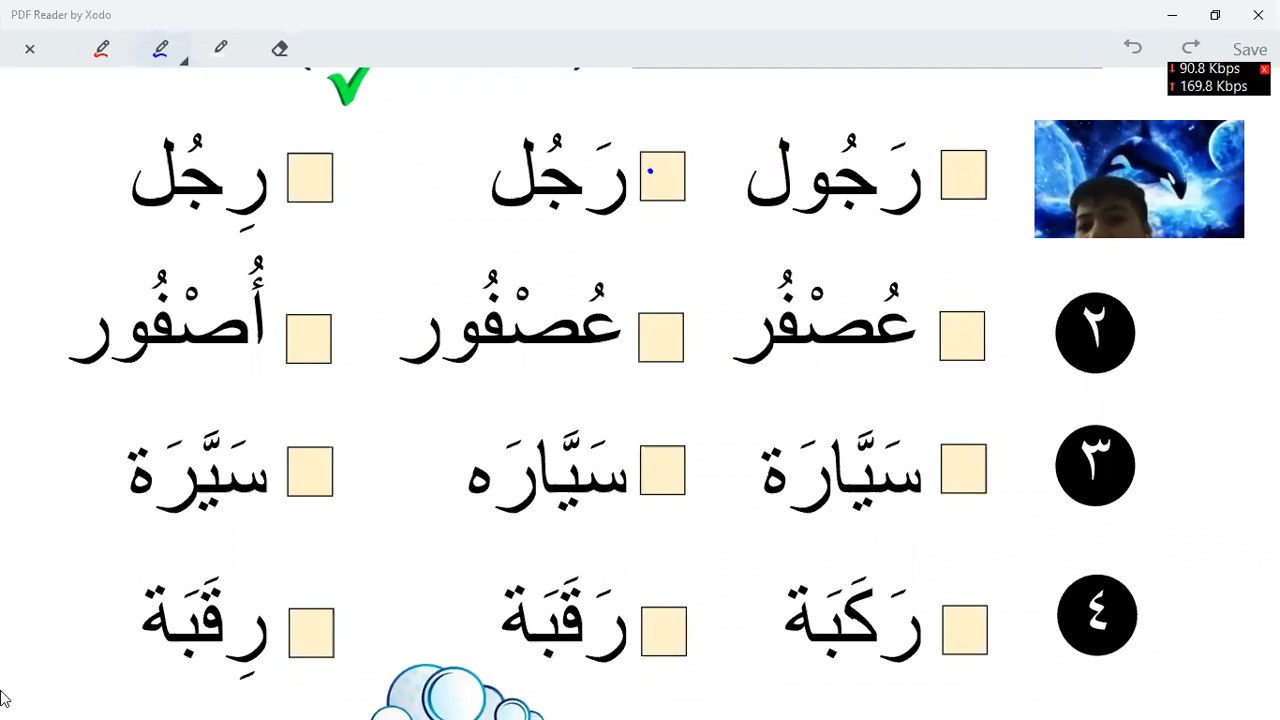 PDF Reader by Xodo
Save
90.8 Kbps
169.8 Kbps
رَجُول رَجُل رِجُل
٢ عُصْفُر عُصْفُور أُصْفُور
٣ سَيَّارَة سَيَّارَه سَيَّرَة
٤ رَكَبَة رَقَبَة رِقَبَة